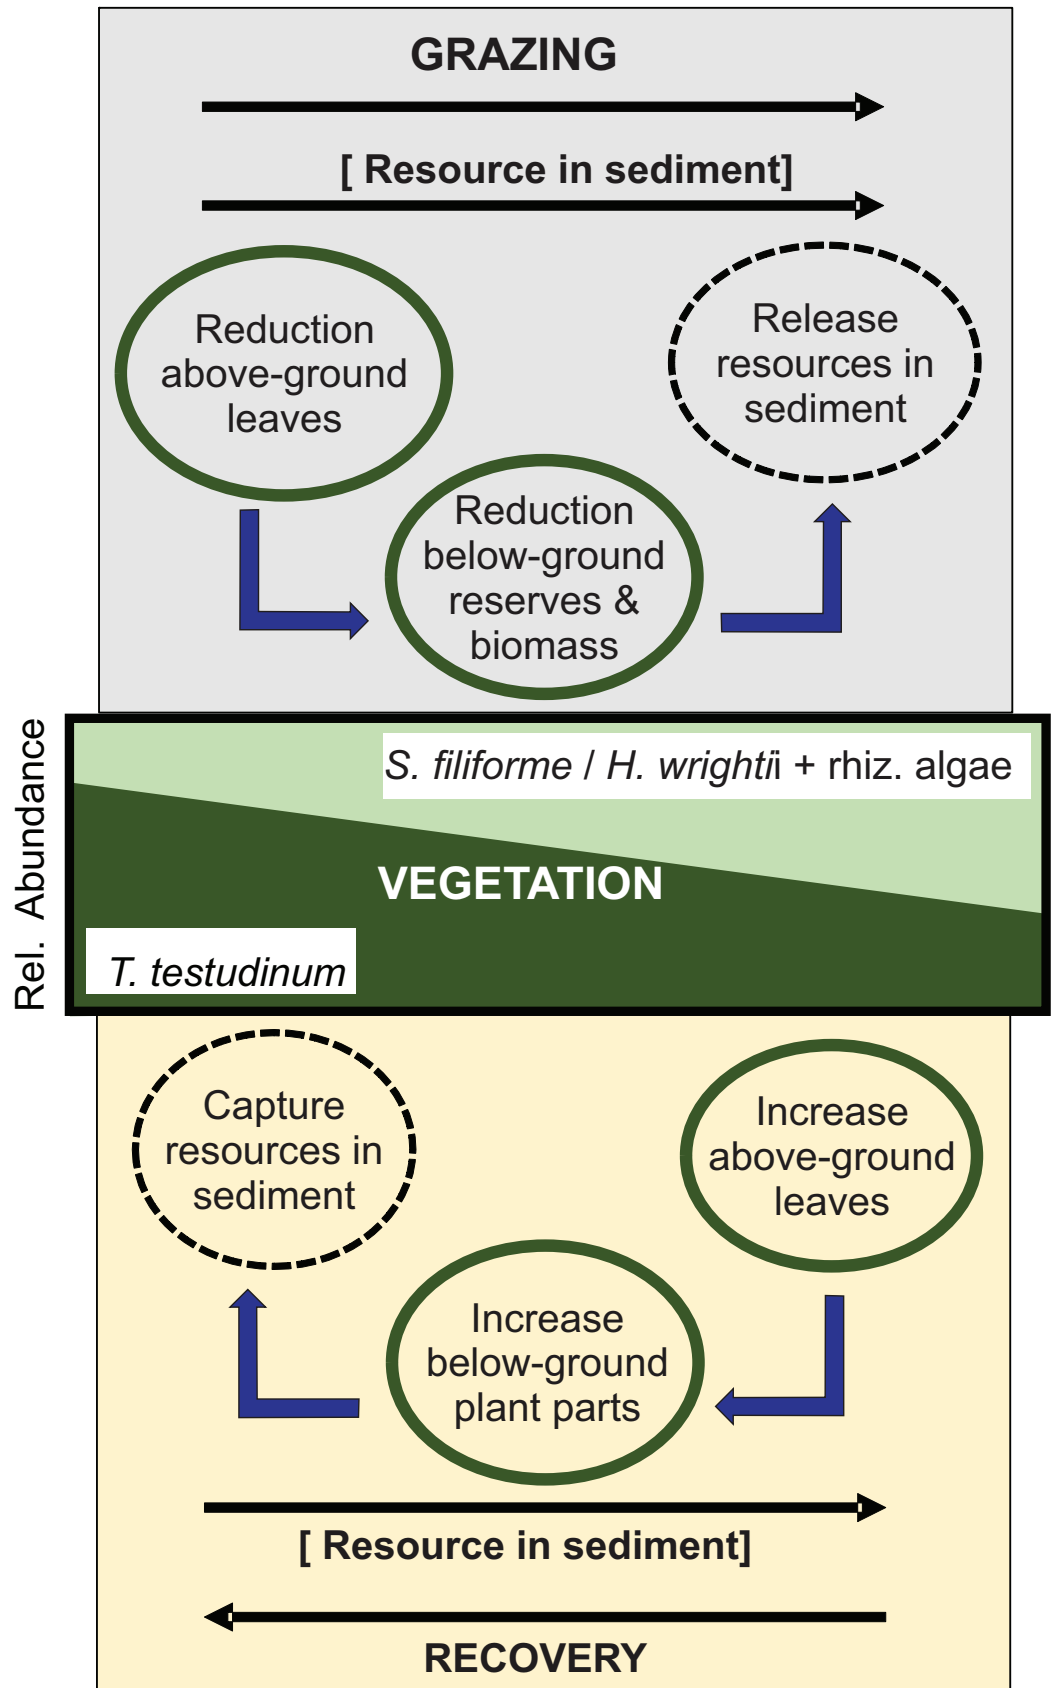 GRAZING
[ Resource in sediment]
Reduction
above-ground
leaves
Release
resources in
sediment
Reduction
below-ground
reserves &
biomass
Rel. Abundance
S. filiforme / H. wrightii + rhiz. algae
VEGETATION
T. testudinum
Capture
resources in
sediment
Increase
above-ground
leaves
Increase
below-ground
plant parts
[ Resource in sediment]
RECOVERY